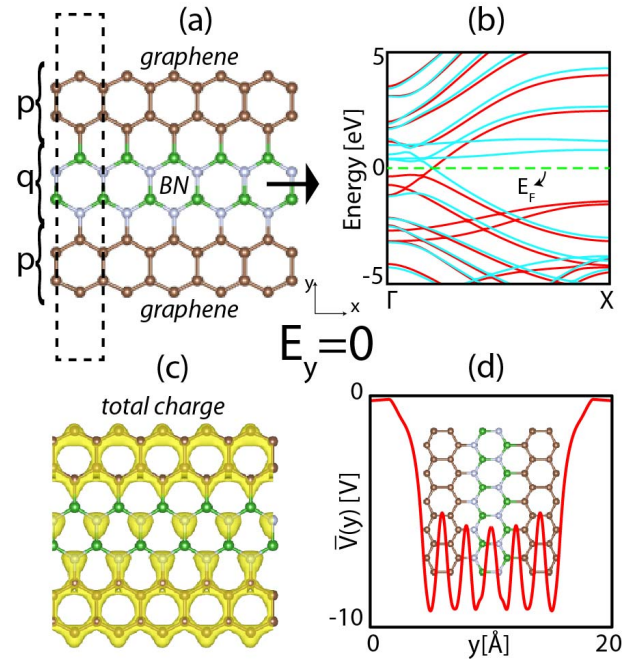 (a)
graphene
p
q
BN
p
graphene
y
x
(b)
5
Energy [eV]
0
E_F
-5
Γ
X
E_y=0
(c)
total charge
(d)
0
V̅(y) [V]
-10
0
y[Å]
20